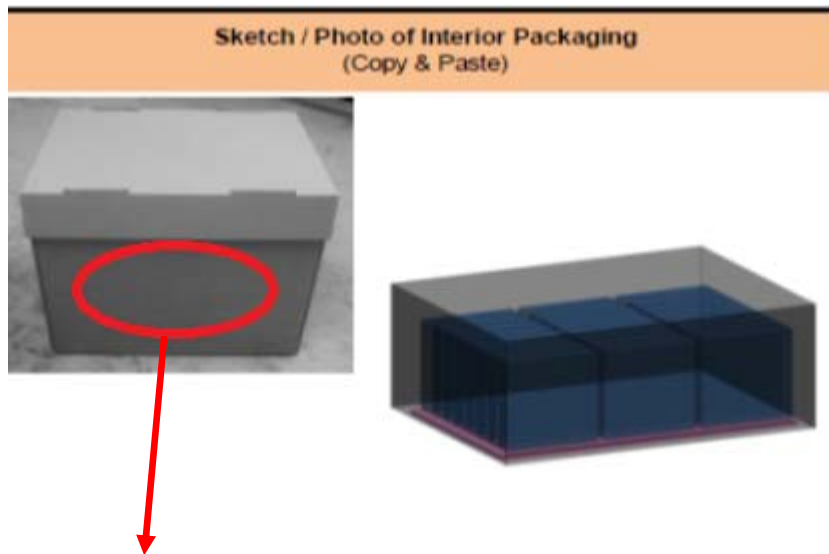 Sketch / Photo of Interior Packaging
(Copy & Paste)